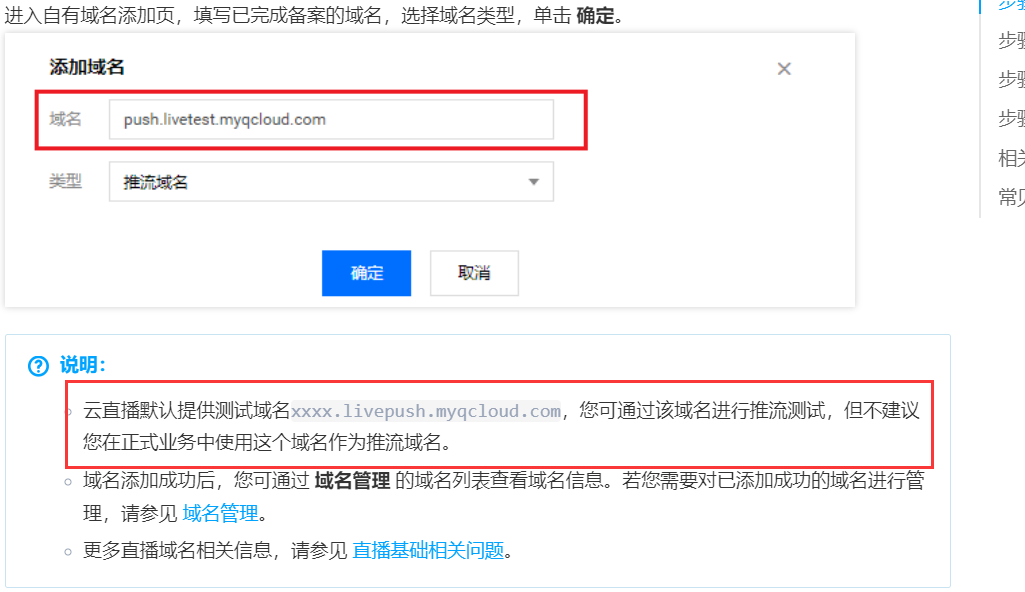 进入自有域名添加页，填写已完成备案的域名，选择域名类型，单击 确定。
添加域名
域名
push.livetest.myqcloud.com
类型
推流域名
确定
取消
说明：
云直播默认提供测试域名xxxx.livepush.myqcloud.com，您可通过该域名进行推流测试，但不建议
您在正式业务中使用这个域名作为推流域名。
域名添加成功后，您可通过 域名管理 的域名列表查看域名信息。若您需要对已添加成功的域名进行管
理，请参见 域名管理。
更多直播域名相关信息，请参见 直播基础相关问题。
步
步
步
步
相
常